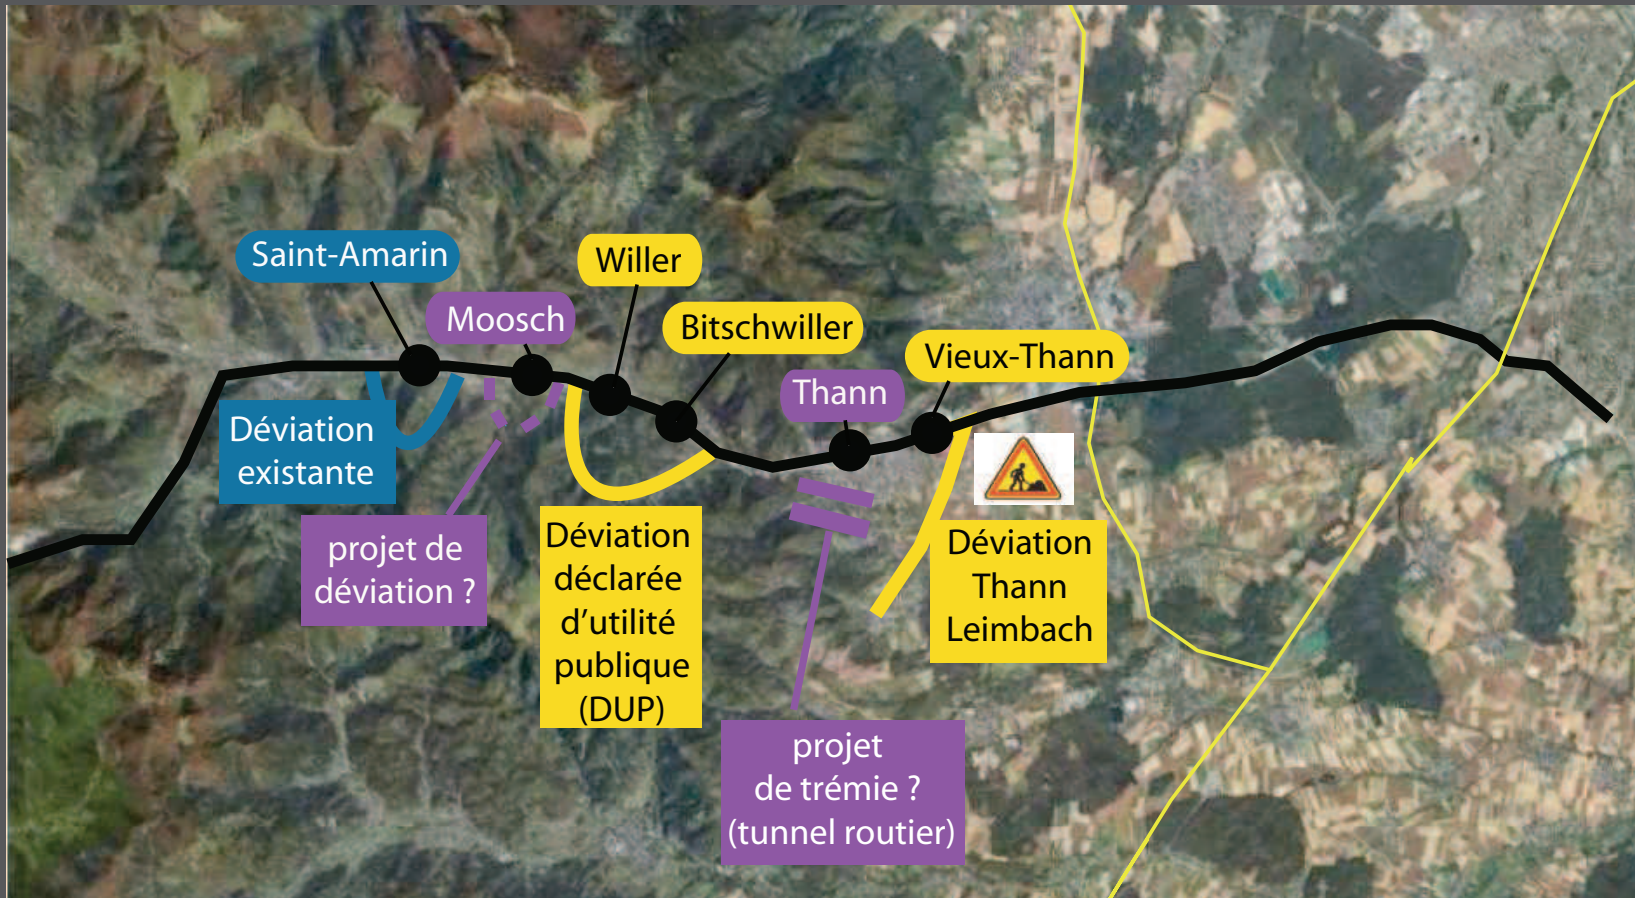 Saint-Amarin
Moosch
Willer
Bitschwiller
Thann
Vieux-Thann
Déviation
existante
projet de
déviation ?
Déviation
déclarée
d’utilité
publique
(DUP)
projet
de trémie ?
(tunnel routier)
Déviation
Thann
Leimbach